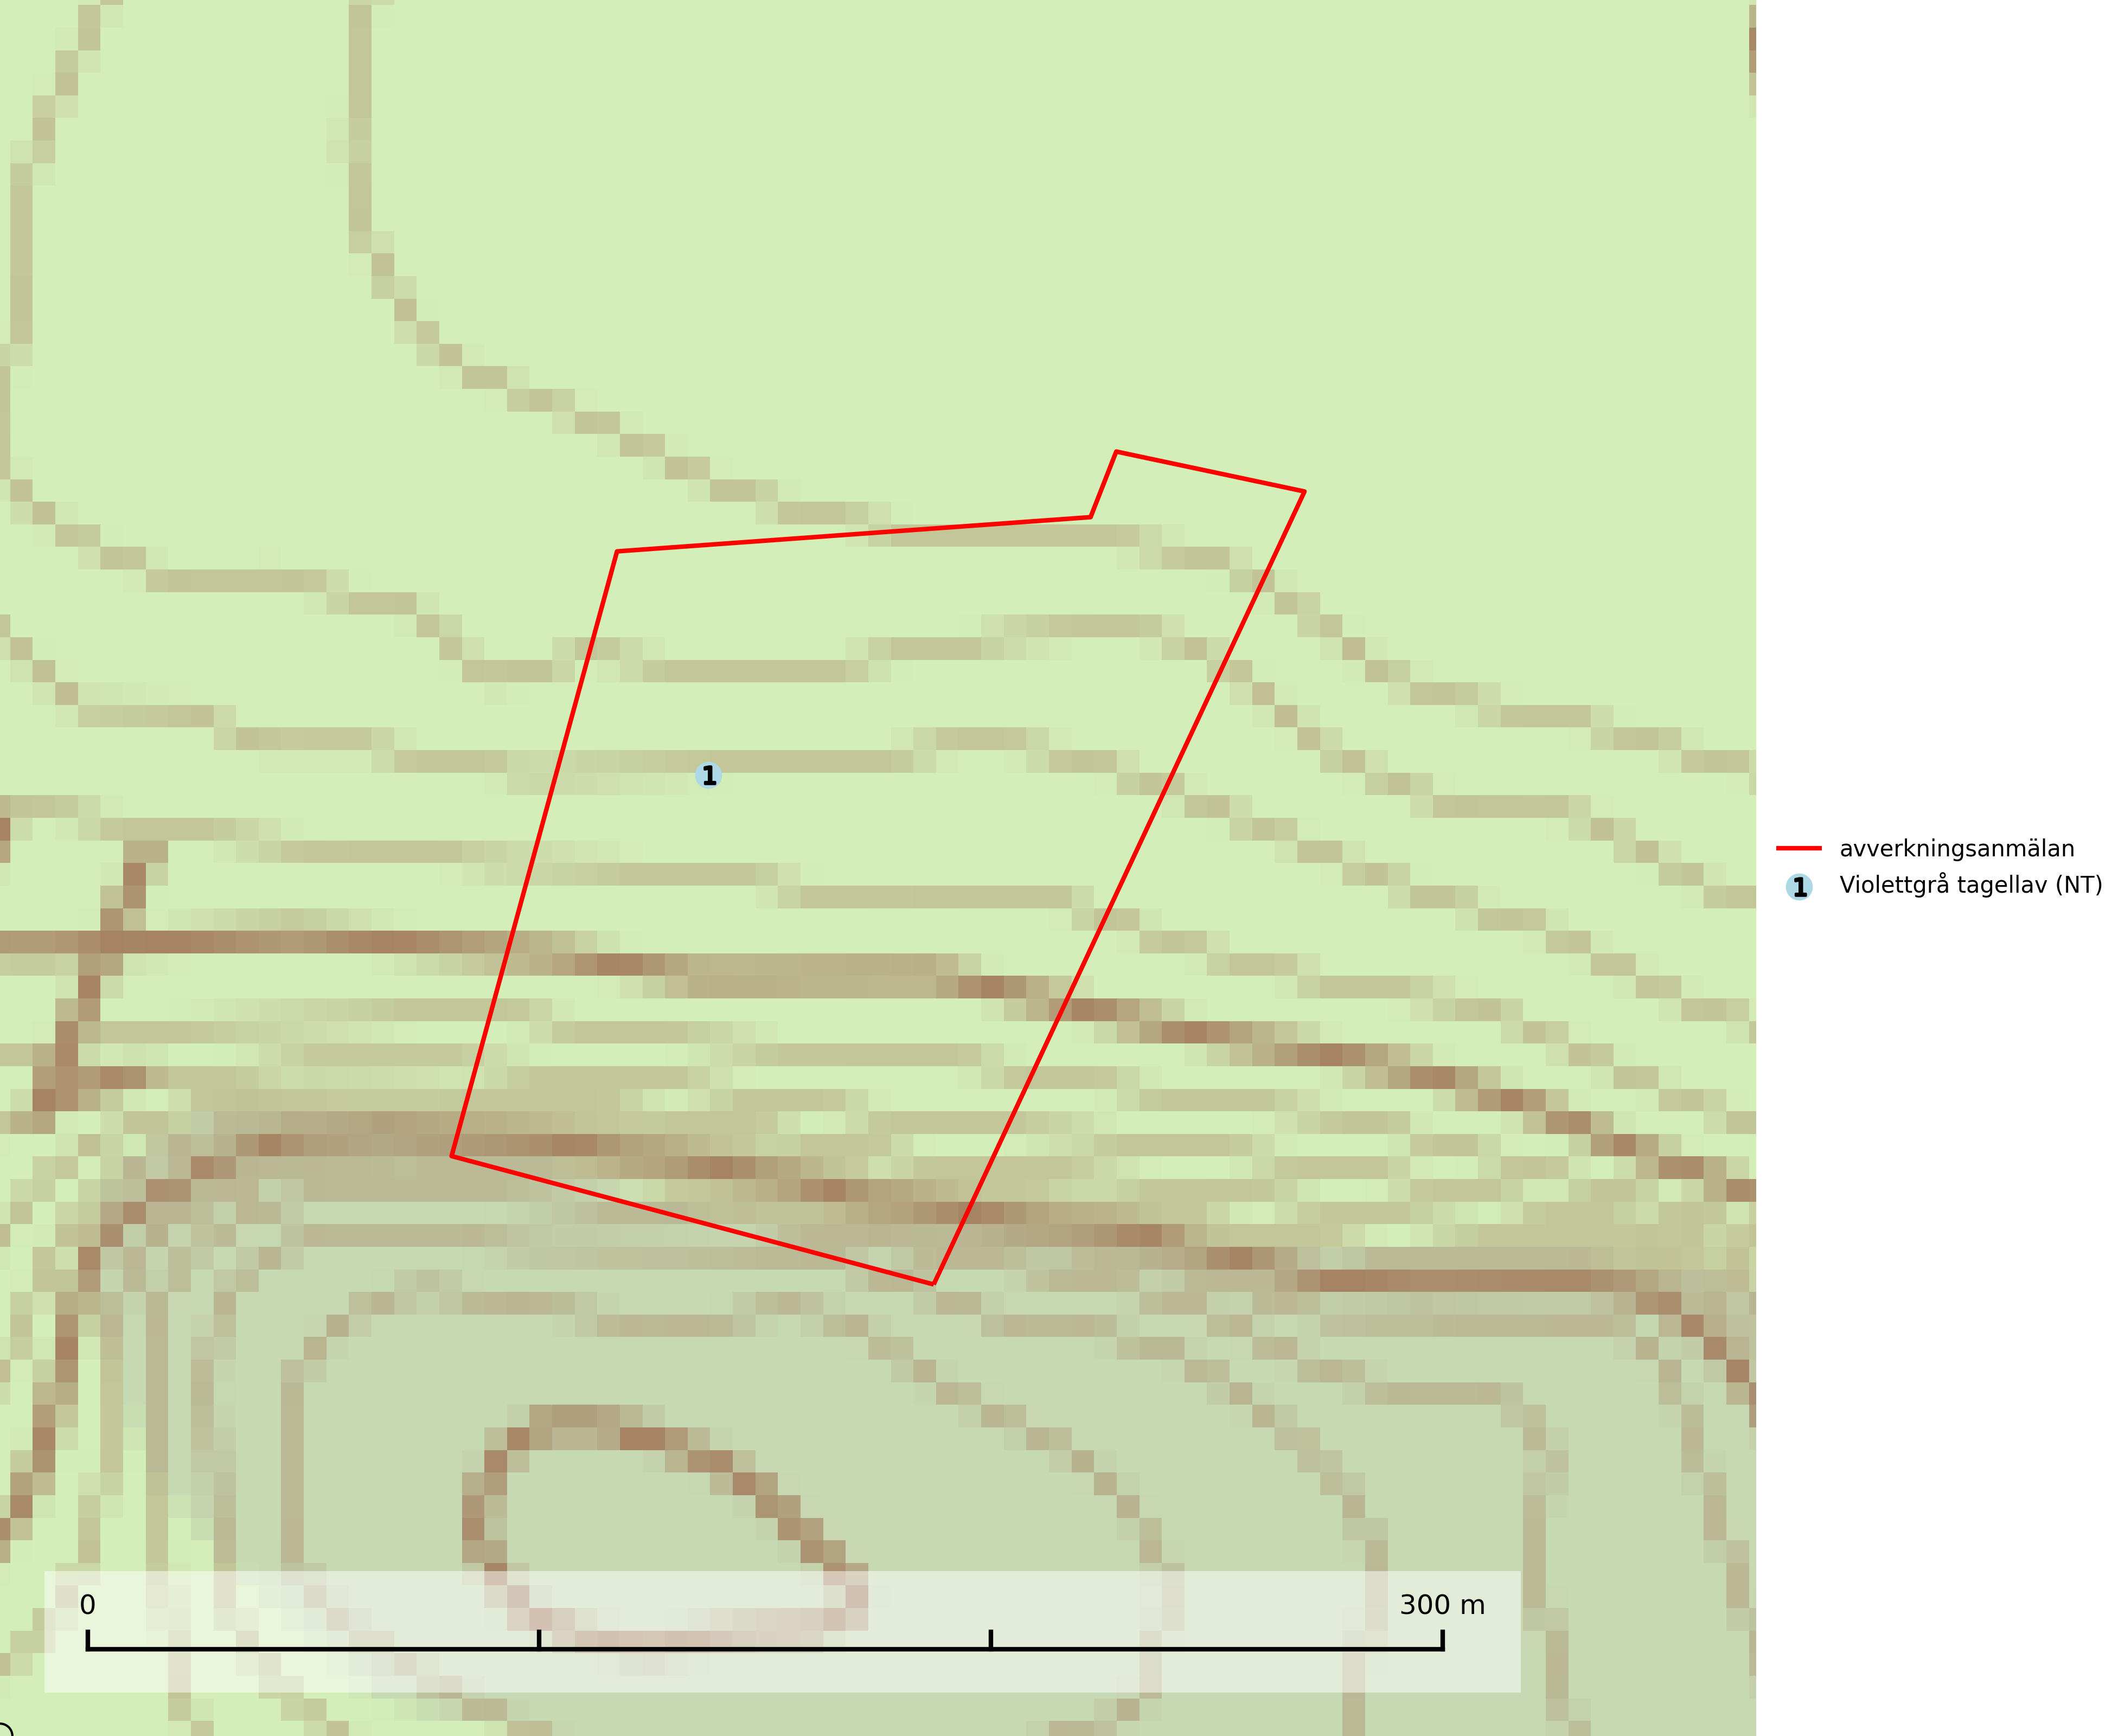 1
avverkningsanmälan
1 Violettgrå tagellav (NT)
0 300 m